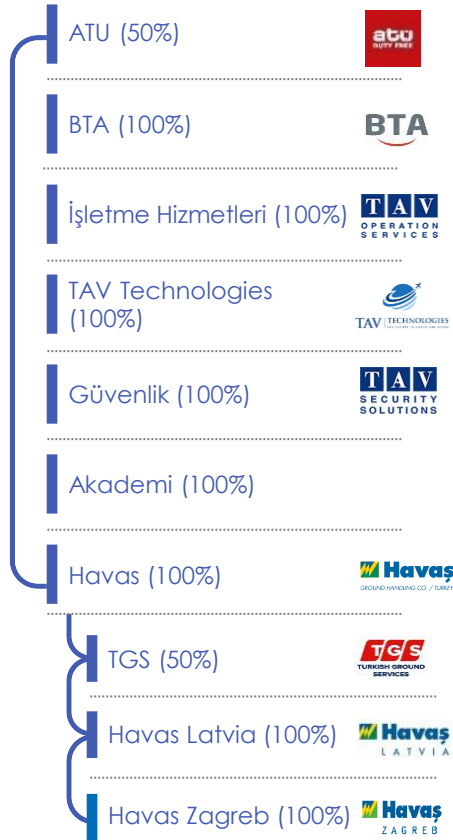 ATU (50%)
atü
DUTY FREE
BTA (100%)
BTA
İşletme Hizmetleri (100%)
TAV
OPERATION
SERVICES
TAV Technologies
(100%)
TAV TECHNOLOGIES
Güvenlik (100%)
TAV
SECURITY
SOLUTIONS
Akademi (100%)
Havas (100%)
Havaş
GROUND HANDLING CO. / TURKEY
TGS (50%)
TGS
TURKISH GROUND
SERVICES
Havas Latvia (100%)
Havaş
LATVIA
Havas Zagreb (100%)
Havaş
ZAGREB